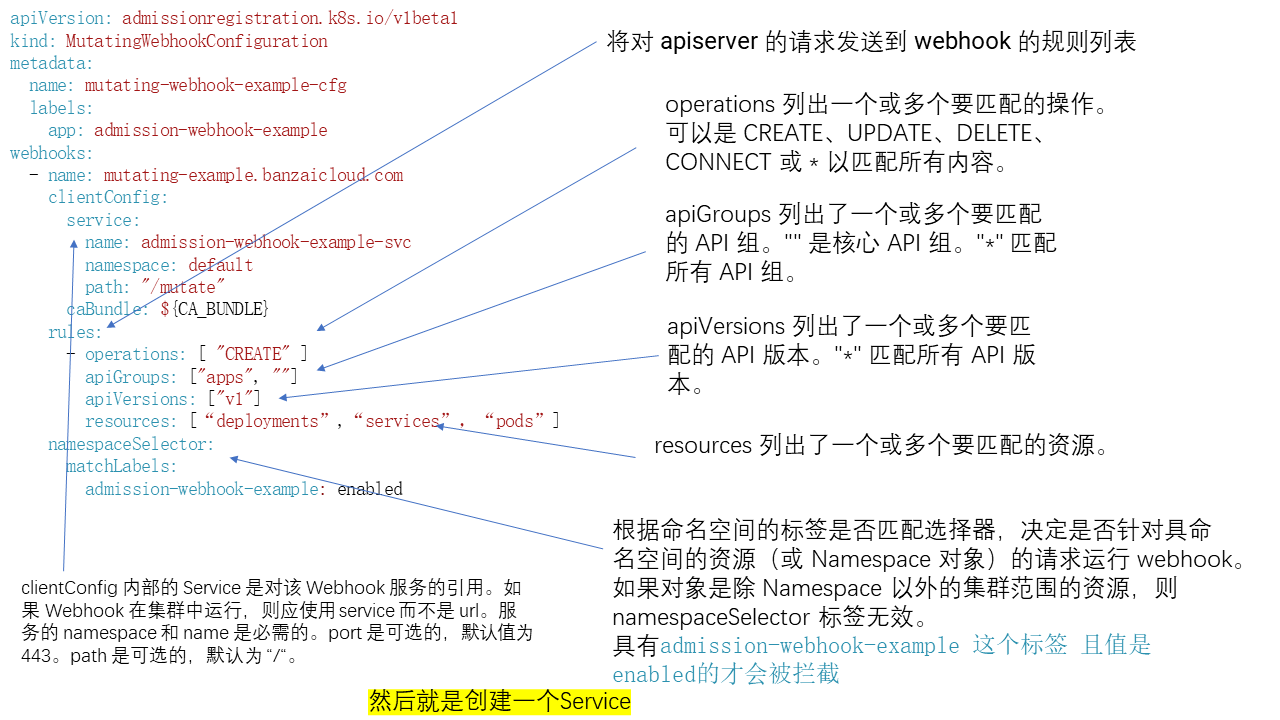 apiVersion: admissionregistration.k8s.io/v1beta1
kind: MutatingWebhookConfiguration
metadata:
  name: mutating-webhook-example-cfg
  labels:
    app: admission-webhook-example
webhooks:
  - name: mutating-example.banzaicloud.com
    clientConfig:
      service:
        name: admission-webhook-example-svc
        namespace: default
        path: "/mutate"
      caBundle: ${CA_BUNDLE}
    rules:
      - operations: [ "CREATE" ]
        apiGroups: ["apps", ""]
        apiVersions: ["v1"]
        resources: [“deployments”,“services”, “pods”]
    namespaceSelector:
      matchLabels:
        admission-webhook-example: enabled
将对 apiserver 的请求发送到 webhook 的规则列表
operations 列出一个或多个要匹配的操作。
可以是 CREATE、UPDATE、DELETE、
CONNECT 或 * 以匹配所有内容。
apiGroups 列出了一个或多个要匹配
的 API 组。"" 是核心 API 组。"*" 匹配
所有 API 组。
apiVersions 列出了一个或多个要匹
配的 API 版本。"*" 匹配所有 API 版
本。
resources 列出了一个或多个要匹配的资源。
根据命名空间的标签是否匹配选择器，决定是否针对具命
名空间的资源（或 Namespace 对象）的请求运行 webhook。
如果对象是除 Namespace 以外的集群范围的资源，则
namespaceSelector 标签无效。
具有admission-webhook-example 这个标签 且值是
enabled的才会被拦截
clientConfig 内部的 Service 是对该 Webhook 服务的引用。如
果 Webhook 在集群中运行，则应使用 service 而不是 url。服
务的 namespace 和 name 是必需的。port 是可选的，默认值为
443。path 是可选的，默认为 “/“。
然后就是创建一个Service